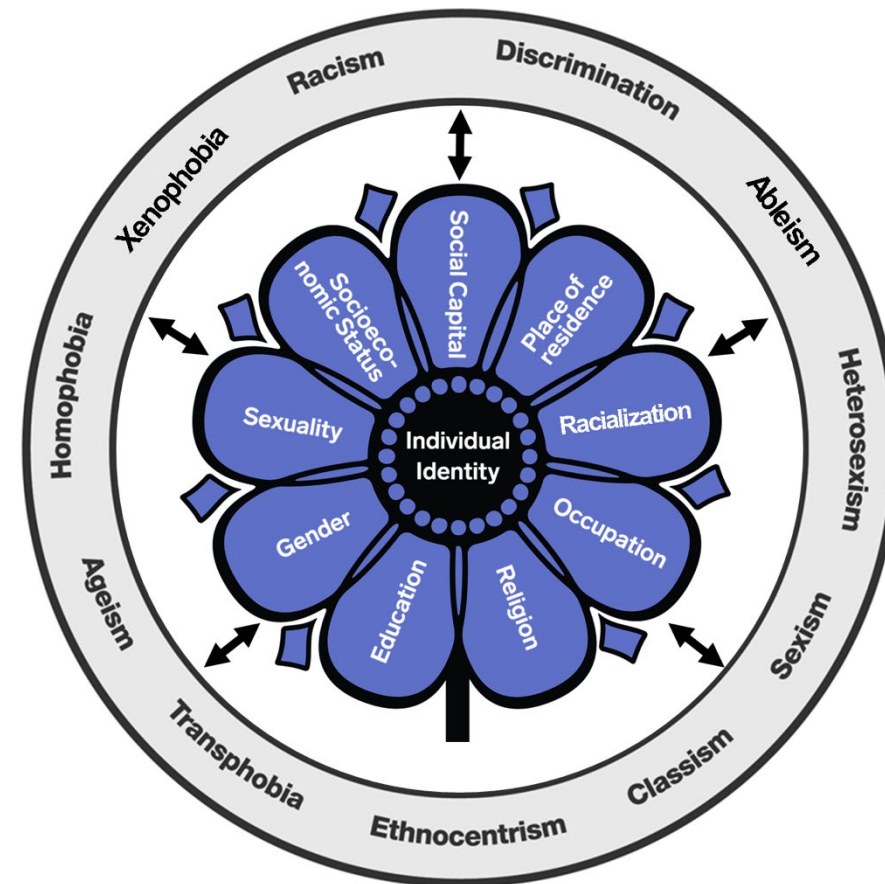 Racism
Discrimination
Ableism
Heterosexism
Sexism
Classism
Ethnocentrism
Transphobia
Ageism
Homophobia
Xenophobia
Social Capital
Place of
residence
Racialization
Occupation
Religion
Education
Gender
Sexuality
Socioeco-
nomic Status
Individual
Identity